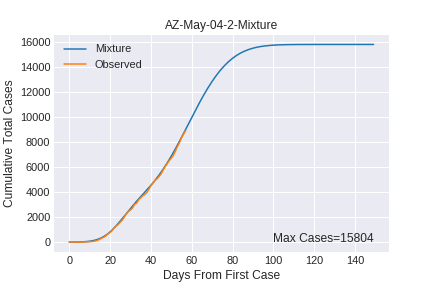 AZ-May-04-2-Mixture
16000
14000
12000
10000
8000
6000
4000
2000
0
Cumulative Total Cases
Mixture
Observed
Max Cases=15804
0 20 40 60 80 100 120 140
Days From First Case